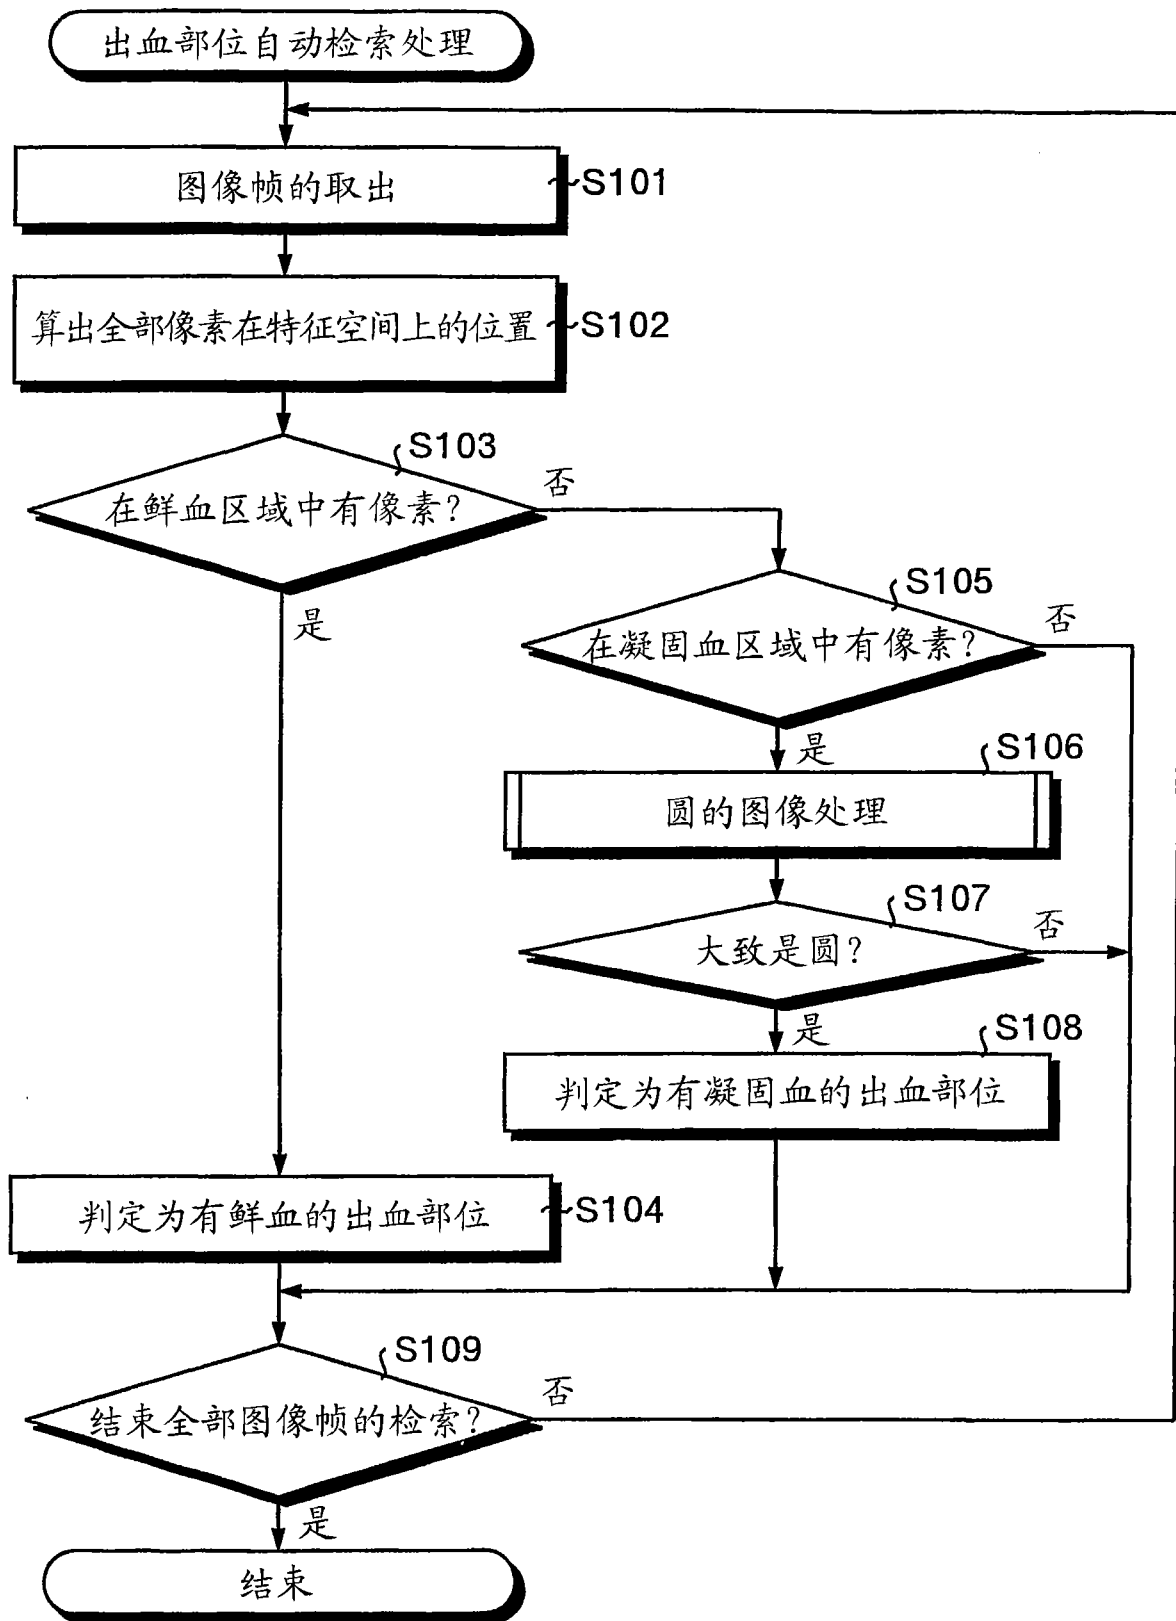 出血部位自动检索处理
图像帧的取出
S101
算出全部像素在特征空间上的位置
S102
S103
在鲜血区域中有像素?
否
是
S105
在凝固血区域中有像素?
否
是
S106
圆的图像处理
S107
大致是圆?
否
是
S108
判定为有凝固血的出血部位
判定为有鲜血的出血部位
S104
S109
结束全部图像帧的检索?
否
是
结束